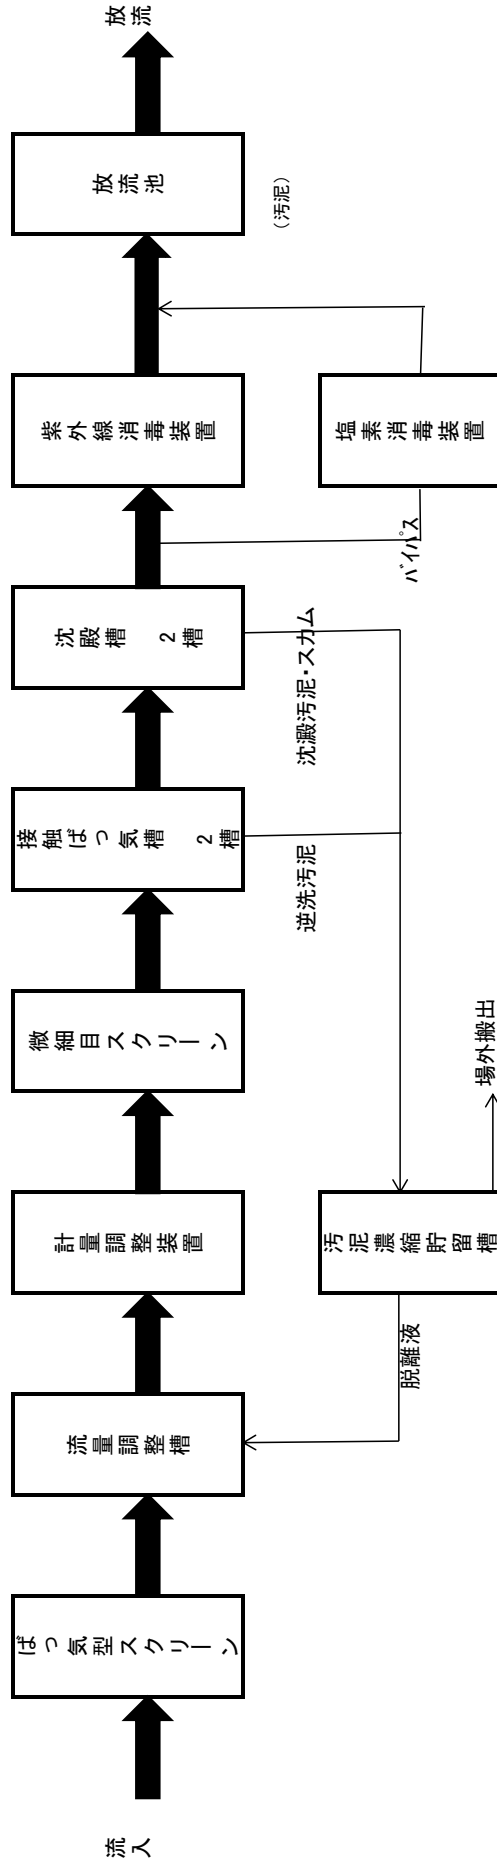 流入
ばっ気型スクリーン
流量調整槽
計量調整装置
微細目スクリーン
接触ばっ気槽　2槽
沈殿槽　2槽
紫外線消毒装置
放流池
放流
脱離液
汚泥濃縮貯留槽
場外搬出
逆洗汚泥
沈澱汚泥・スカム
バイパス
塩素消毒装置
（汚泥）